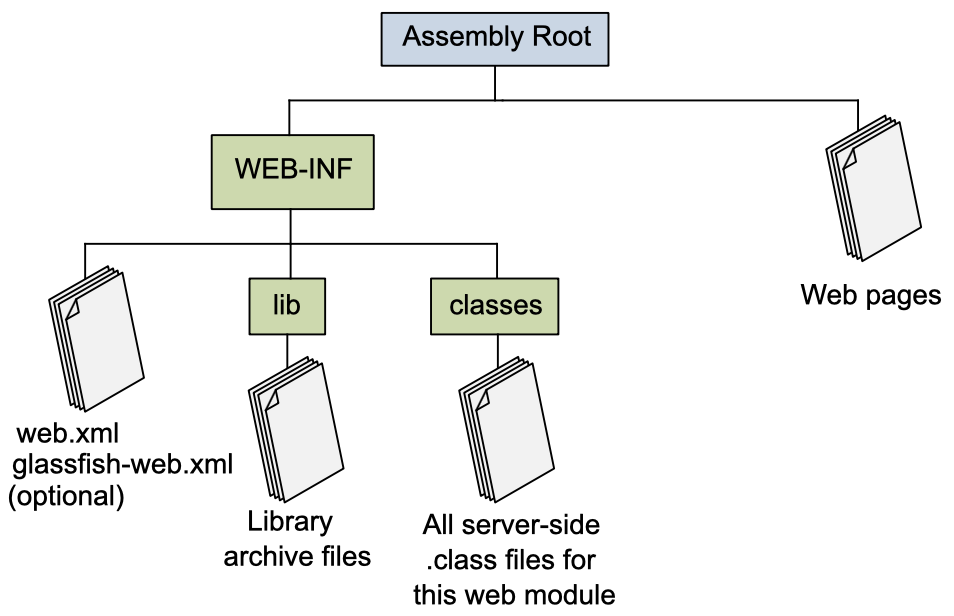 Assembly Root
WEB-INF
lib
classes
Web pages
web.xml
glassfish-web.xml
(optional)
Library
archive files
All server-side
.class files for
this web module